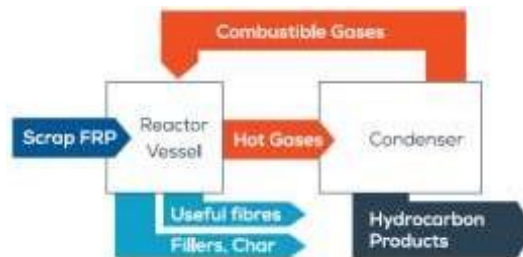 Combustible Gases
Scrap FRP
Reactor
Vessel
Hot Gases
Condenser
Useful fibres
Fillers, Char
Hydrocarbon
Products